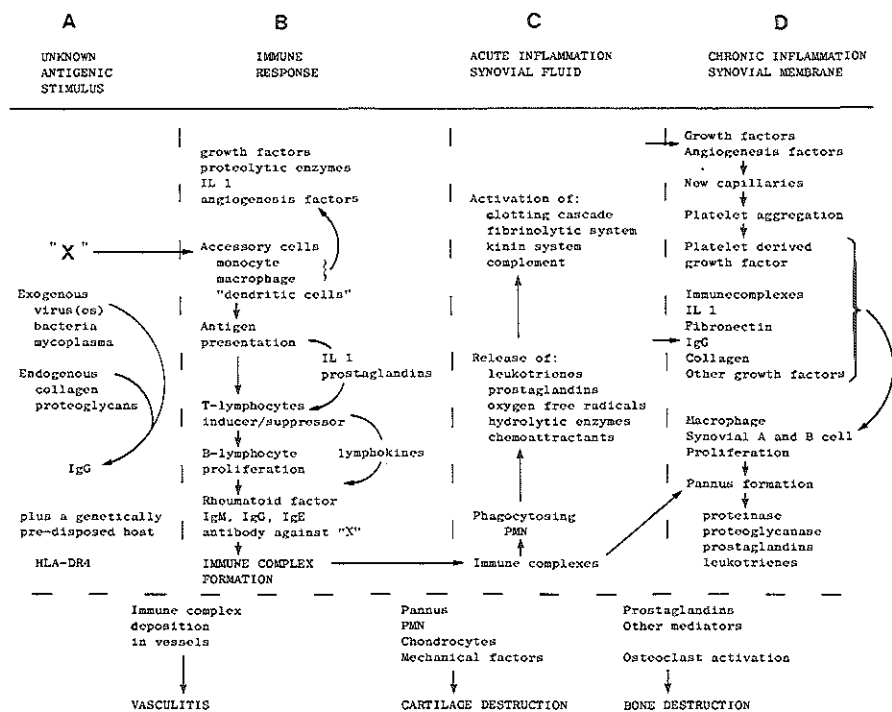 A
UNKNOWN
ANTIGENIC
STIMULUS
"X"
Exogenous
virus(es)
bacteria
mycoplasma
Endogenous
collagen
proteoglycans
IgG
plus a genetically
pre-disposed host
HLA-DR4
B
IMMUNE
RESPONSE
growth factors
proteolytic enzymes
IL 1
angiogenosis factors
Accessory cells
monocyte
macrophage
"dendritic cells"
Antigen
presentation
IL 1
prostaglandins
T-lymphocytes
inducer/suppressor
lymphokines
B-lymphocyte
proliferation
Rheumatoid factor
IgM, IgG, IgE
antibody against "X"
IMMUNE COMPLEX
FORMATION
C
ACUTE INFLAMMATION
SYNOVIAL FLUID
Activation of:
clotting cascade
fibrinolytic system
kinin system
complement
Release of:
leukotrienes
prostaglandins
oxygen free radicals
hydrolytic enzymes
chemoattractants
Phagocytosing
PMN
Immune complexes
D
CHRONIC INFLAMMATION
SYNOVIAL MEMBRANE
Growth factors
Angiogenesis factors
New capillaries
Platelet aggregation
Platelet derived
growth factor
Immunecomplexes
IL 1
Fibronectin
IgG
Collagen
Other growth factors
Macrophage
Synovial A and B cell
Proliferation
Pannus formation
proteinase
proteoglycanase
prostaglandins
leukotrienes
Immune complex
deposition
in vessels
VASCULITIS
Pannus
PMN
Chondrocytes
Mechanical factors
CARTILAGE DESTRUCTION
Prostaglandins
Other mediators
Osteoclast activation
BONE DESTRUCTION